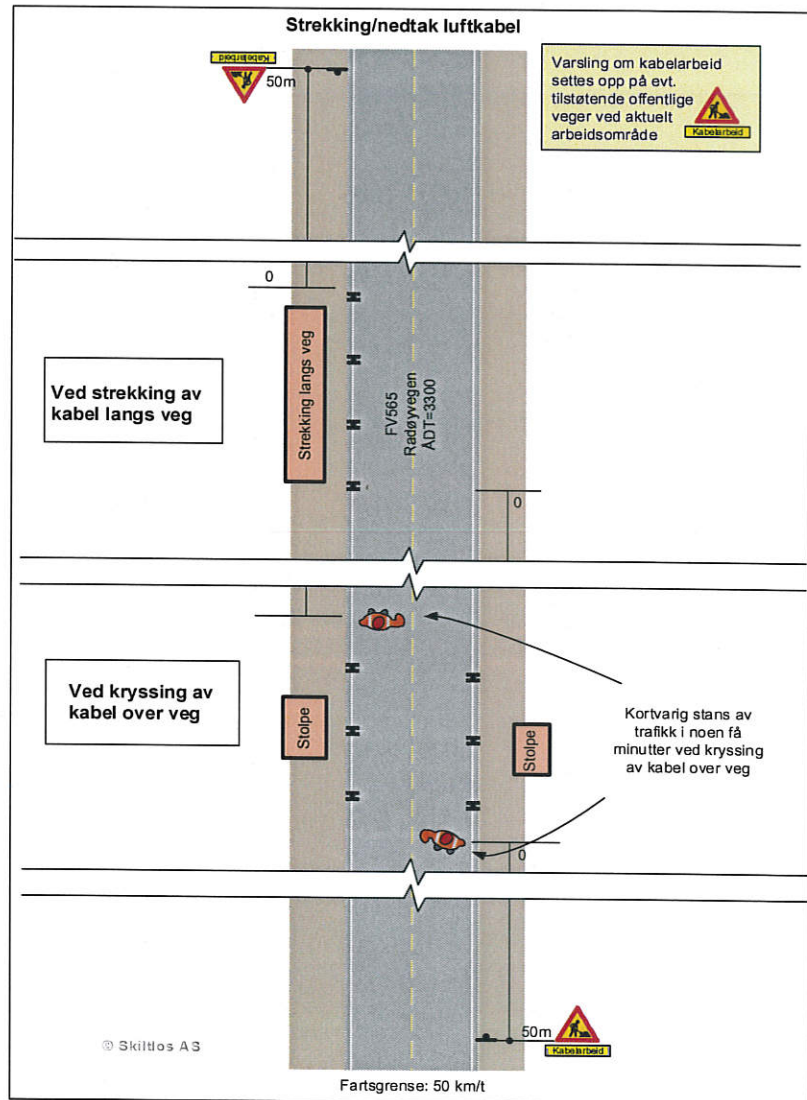 Strekking/nedtak luftkabel
Kabelarbeid
50m
Varsling om kabelarbeid
settes opp på evt.
tilstøtende offentlige
veger ved aktuelt
arbeidsområde
Kabelarbeid
0
Ved strekking av
kabel langs veg
Strekking langs veg
FV565
Radøyvegen
ÅDT=3300
0
Ved kryssing av
kabel over veg
Stolpe
Stolpe
Kortvarig stans av
trafikk i noen få
minutter ved kryssing
av kabel over veg
0
50m
Kabelarbeid
© Skiltlos AS
Fartsgrense: 50 km/t